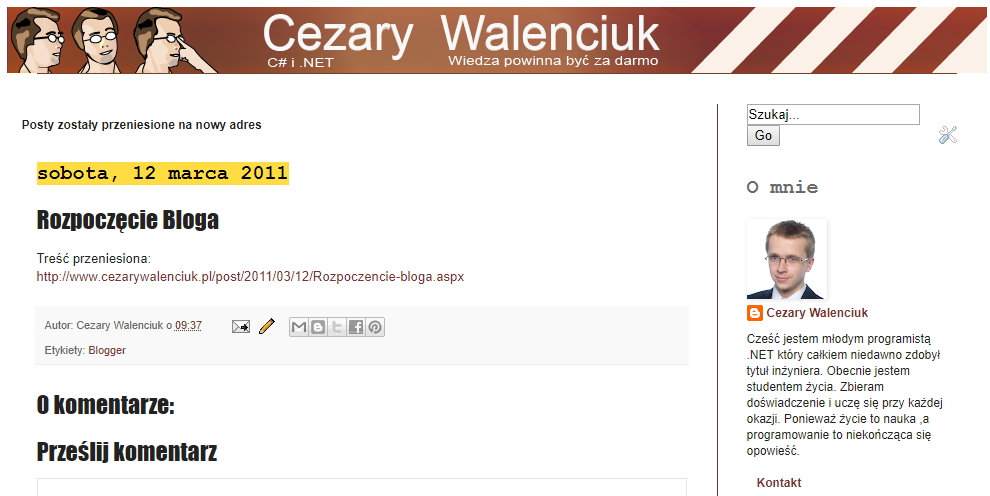 Cezary Walenciuk
C# i .NET
Wiedza powinna być za darmo
Posty zostały przeniesione na nowy adres
sobota, 12 marca 2011
Rozpoczęcie Bloga
Treść przeniesiona:
http://www.cezarywalenciuk.pl/post/2011/03/12/Rozpoczencie-bloga.aspx
Autor: Cezary Walenciuk o 09:37
Etykiety: Blogger
0 komentarze:
Prześlij komentarz
Szukaj...
Go
O mnie
Cezary Walenciuk
Cześć jestem młodym programistą
.NET który całkiem niedawno zdobył
tytuł inżyniera. Obecnie jestem
studentem życia. Zbieram
doświadczenie i uczę się przy każdej
okazji. Ponieważ życie to nauka ,a
programowanie to niekończąca się
opowieść.
Kontakt